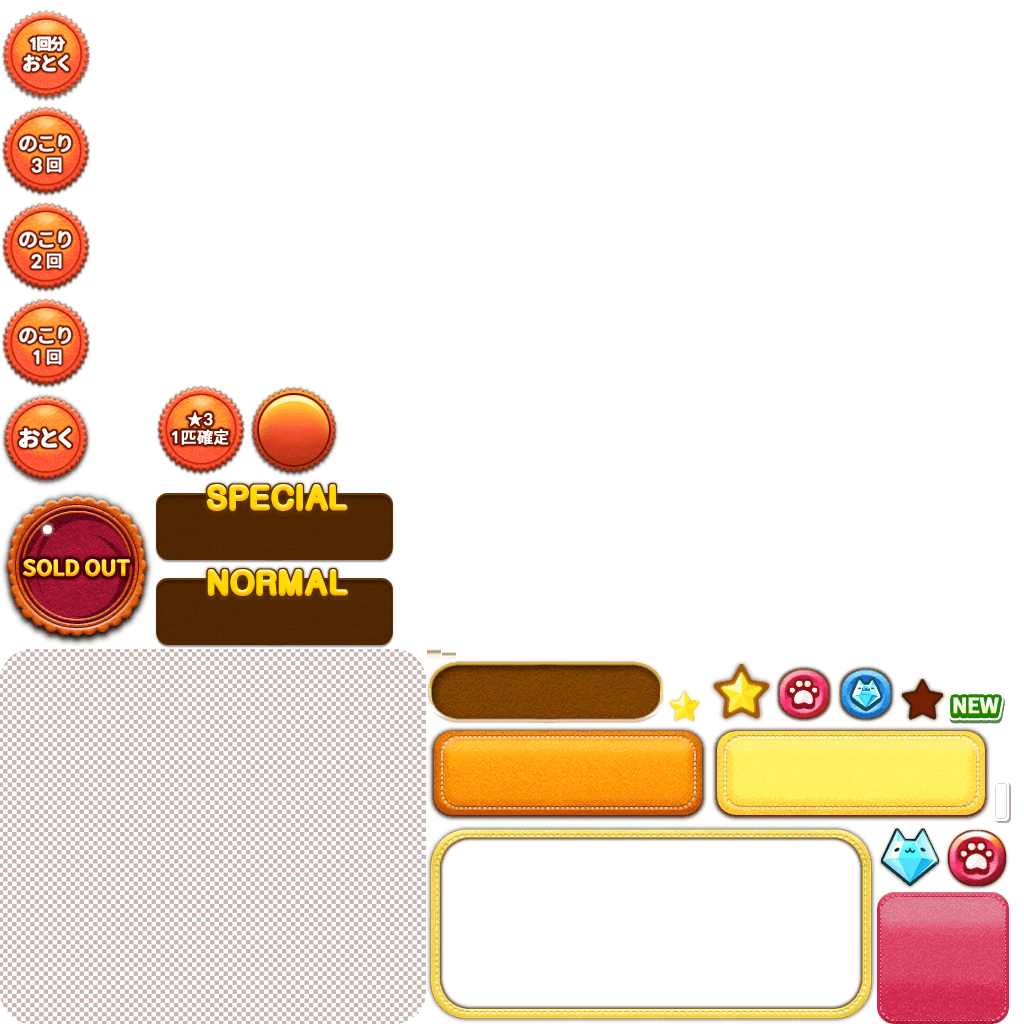 1回分
おとく
のこり
3回
のこり
2回
のこり
1回
おとく
★3
1匹確定
SPECIAL
SOLD OUT
NORMAL
NEW